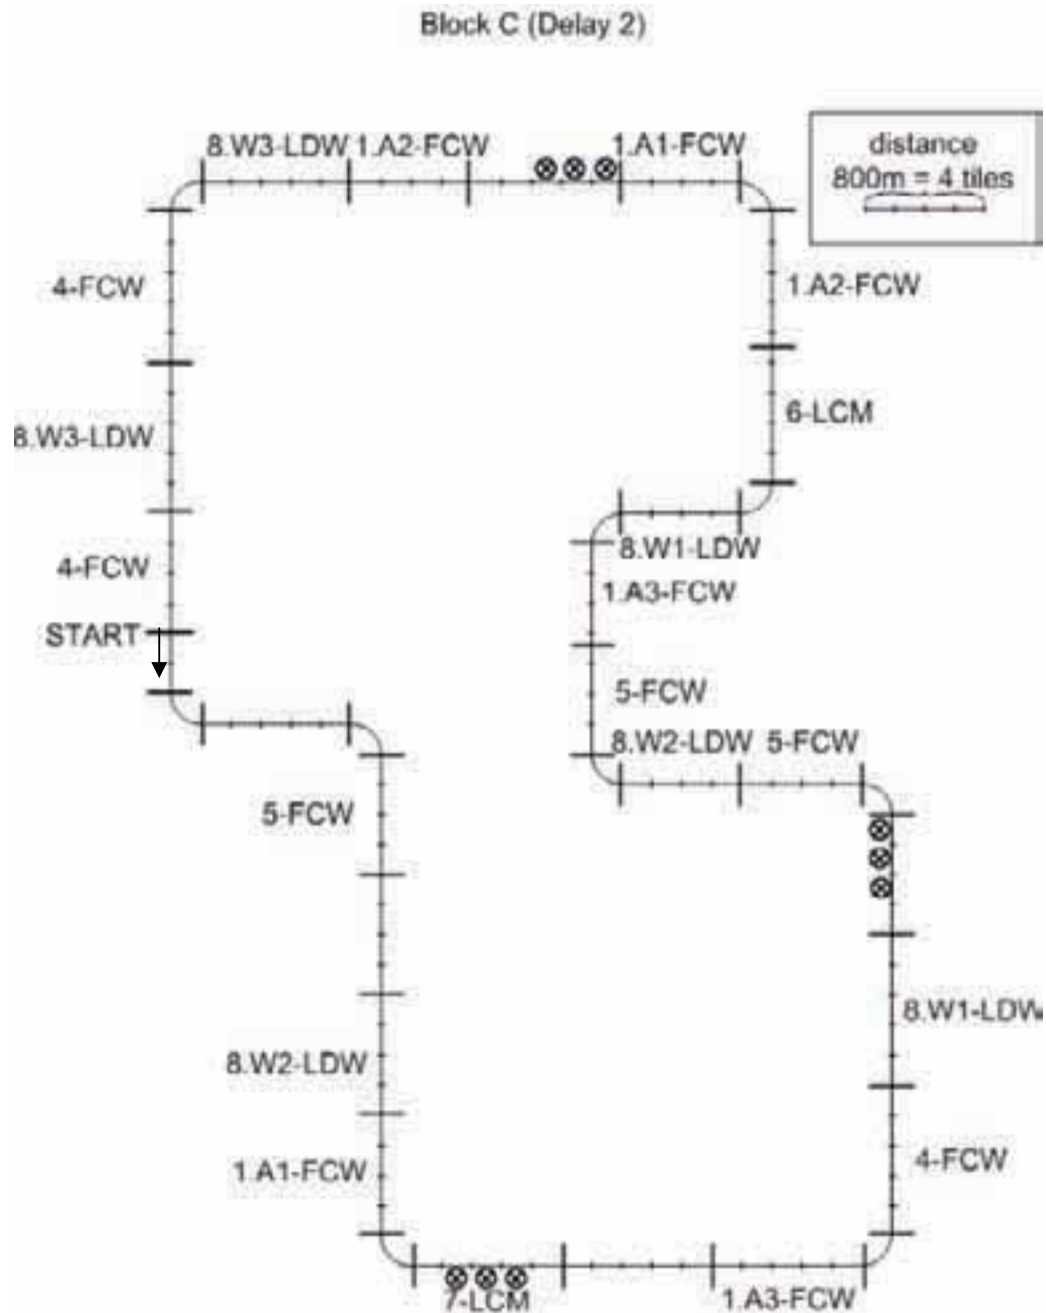 Block C (Delay 2)
8.W3-LDW 1.A2-FCW 1.A1-FCW
distance
800m = 4 tiles
4-FCW
1.A2-FCW
6-LCM
8.W3-LDW
8.W1-LDW
4-FCW
1.A3-FCW
START
5-FCW
8.W2-LDW 5-FCW
5-FCW
8.W1-LDW
8.W2-LDW
4-FCW
1.A1-FCW
7-LCM
1.A3-FCW